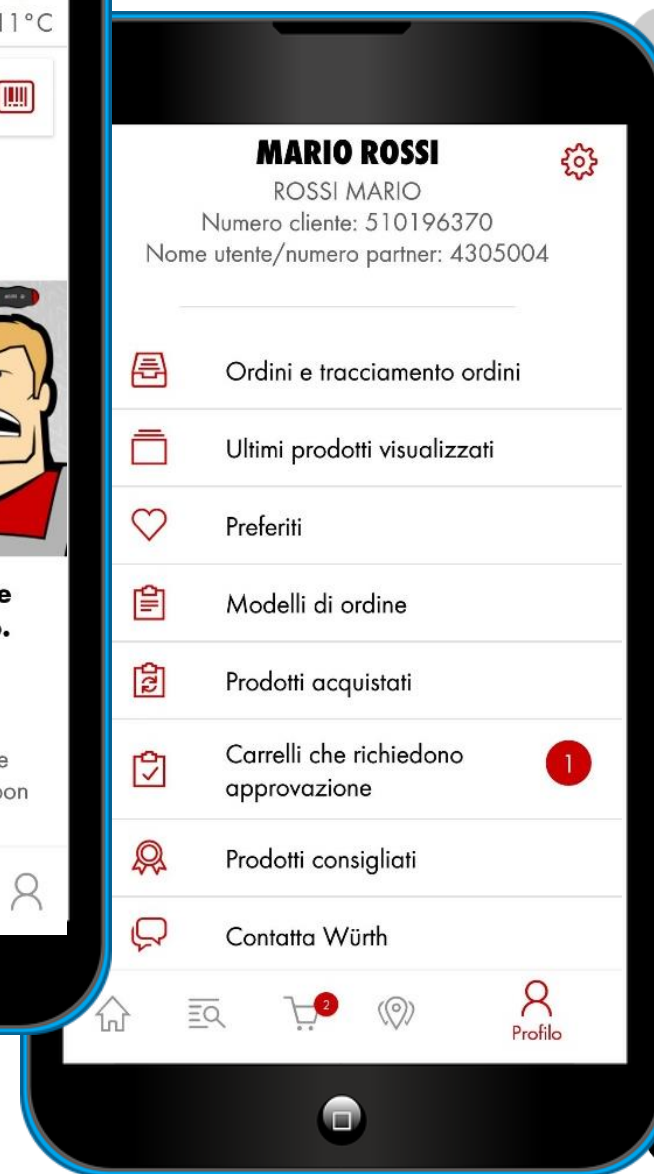 11°C
e
.
e
on
MARIO ROSSI
ROSSI MARIO
Numero cliente: 510196370
Nome utente/numero partner: 4305004
Ordini e tracciamento ordini
Ultimi prodotti visualizzati
Preferiti
Modelli di ordine
Prodotti acquistati
Carrelli che richiedono
approvazione
1
Prodotti consigliati
Contatta Würth
2
Profilo